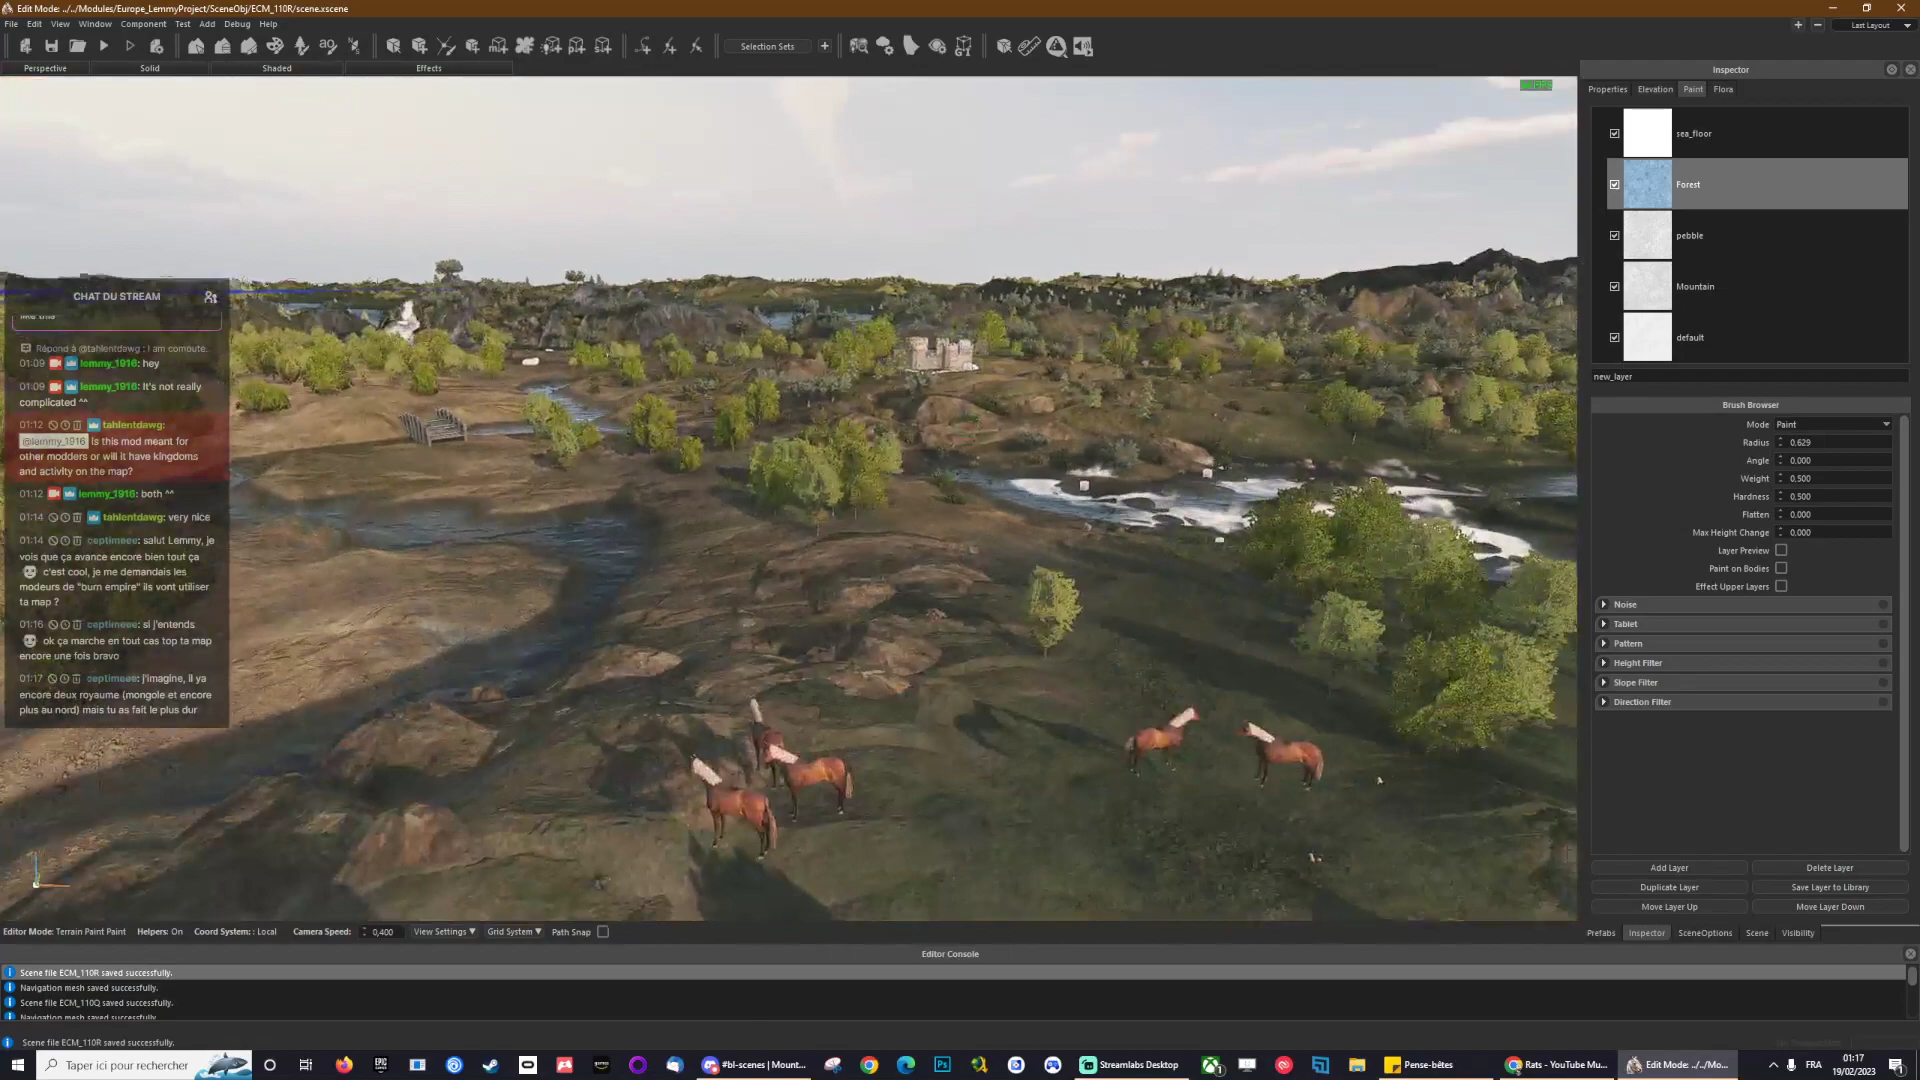 Edit Mode: ../../Modules/Europe_LemmyProject/SceneObj/ECM_110R/scene.xscene
File Edit View Window Component Test Add Debug Help
Last Layout
Selection Sets
Perspective Solid Shaded Effects
Inspector
Properties Elevation Paint Flora
sea_floor
Forest
pebble
Mountain
default
new_layer
Brush Browser
Mode Paint
Radius 0,629
Angle 0,000
Weight 0,500
Hardness 0,500
Flatten 0,000
Max Height Change 0,000
Layer Preview
Paint on Bodies
Effect Upper Layers
Noise
Tablet
Pattern
Height Filter
Slope Filter
Direction Filter
Add Layer Delete Layer
Duplicate Layer Save Layer to Library
Move Layer Up Move Layer Down
Prefabs Inspector SceneOptions Scene Visibility
CHAT DU STREAM
like this
Répond à @tahlentdawg : I am compute.
01:09 lemmy_1916: hey
01:09 lemmy_1916: It's not really
complicated ^^
01:12 tahlentdawg:
@lemmy_1916 Is this mod meant for
other modders or will it have kingdoms
and activity on the map?
01:12 lemmy_1916: both ^^
01:14 tahlentdawg: very nice
01:14 ceptimeee: salut Lemmy, je
vois que ça avance encore bien tout ça
c'est cool, je me demandais les
modeurs de "burn empire" ils vont utiliser
ta map ?
01:16 ceptimeee: si j'entends
ok ça marche en tout cas top ta map
encore une fois bravo
01:17 ceptimeee: j'imagine, il ya
encore deux royaume (mongole et encore
plus au nord) mais tu as fait le plus dur
Editor Mode: Terrain Paint Paint Helpers: On Coord System: : Local Camera Speed: 0,400 View Settings Grid System Path Snap
Editor Console
Scene file ECM_110R saved successfully.
Navigation mesh saved successfully.
Scene file ECM_110Q saved successfully.
Navigation mesh saved successfully.
Scene file ECM_110R saved successfully.
Taper ici pour rechercher
#bl-scenes | Mount...
Streamlabs Desktop
Pense-bêtes
Rats - YouTube Mu...
Edit Mode: ../../Mo...
FRA
01:17
19/02/2023